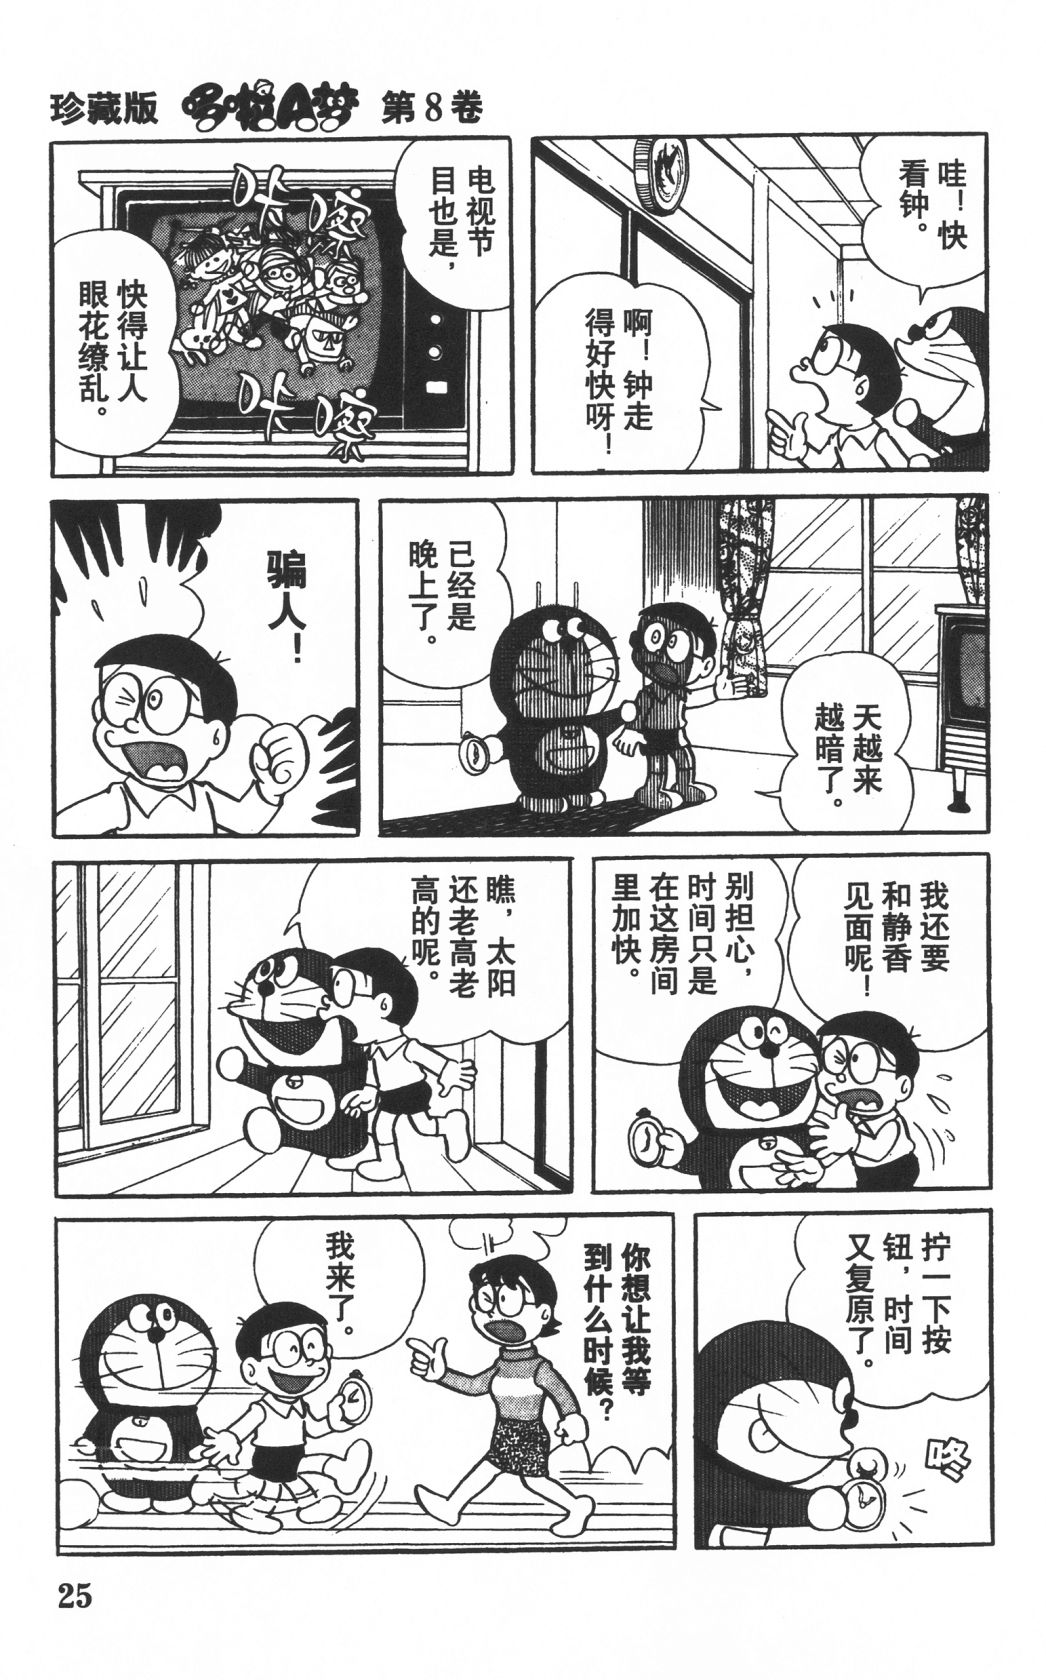 珍藏版 哆啦A梦 第8卷
哇！快
看钟。
啊！钟走
得好快呀！
电视节
目也是，
快得让人
眼花缭乱。
咔嚓
咔嚓
已经是
晚上了。
天越来
越暗了。
骗
人！
我还要
和静香
见面呢！
别担心，
时间只是
在这房间
里加快。
瞧，太阳
还老高老
高的呢。
拧一下按
钮，时间
又复原了。
咚
你想让我等
到什么时候？
我来了。
25